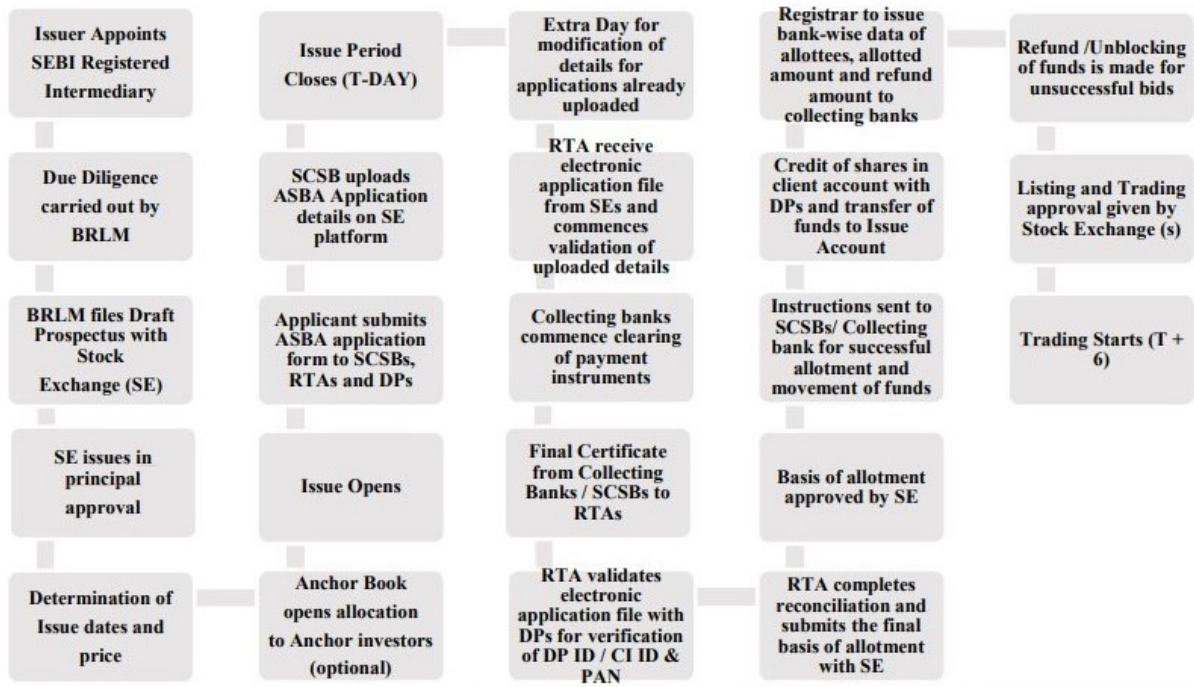 Issuer Appoints
SEBI Registered
Intermediary
Due Diligence
carried out by
BRLM
BRLM files Draft
Prospectus with
Stock
Exchange (SE)
SE issues in
principal
approval
Determination of
Issue dates and
price
Anchor Book
opens allocation
to Anchor investors
(optional)
Issue Opens
Applicant submits
ASBA application
form to SCSBs,
RTAs and DPs
SCSB uploads
ASBA Application
details on SE
platform
Issue Period
Closes (T-DAY)
Extra Day for
modification of
details for
applications already
uploaded
RTA receive
electronic
application file
from SEs and
commences
validation of
uploaded details
Collecting banks
commence clearing
of payment
instruments
Final Certificate
from Collecting
Banks / SCSBs to
RTAs
RTA validates
electronic
application file with
DPs for verification
of DP ID / CI ID &
PAN
RTA completes
reconciliation and
submits the final
basis of allotment
with SE
Basis of allotment
approved by SE
Instructions sent to
SCSBs/ Collecting
bank for successful
allotment and
movement of funds
Credit of shares in
client account with
DPs and transfer of
funds to Issue
Account
Registrar to issue
bank-wise data of
allottees, allotted
amount and refund
amount to
collecting banks
Refund /Unblocking
of funds is made for
unsuccessful bids
Listing and Trading
approval given by
Stock Exchange (s)
Trading Starts (T +
6)